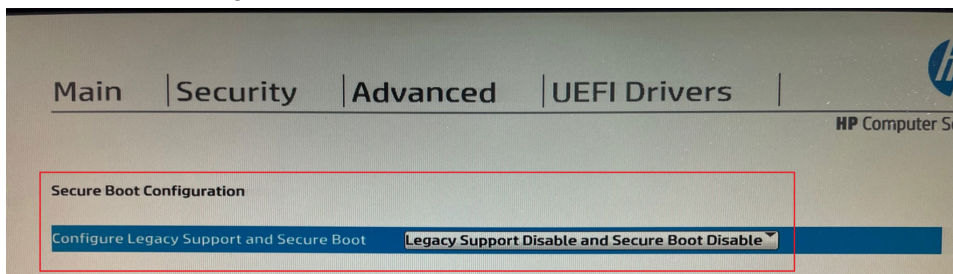 Main Security Advanced UEFI Drivers
HP Computer
Secure Boot Configuration
Configure Legacy Support and Secure Boot Legacy Support Disable and Secure Boot Disable